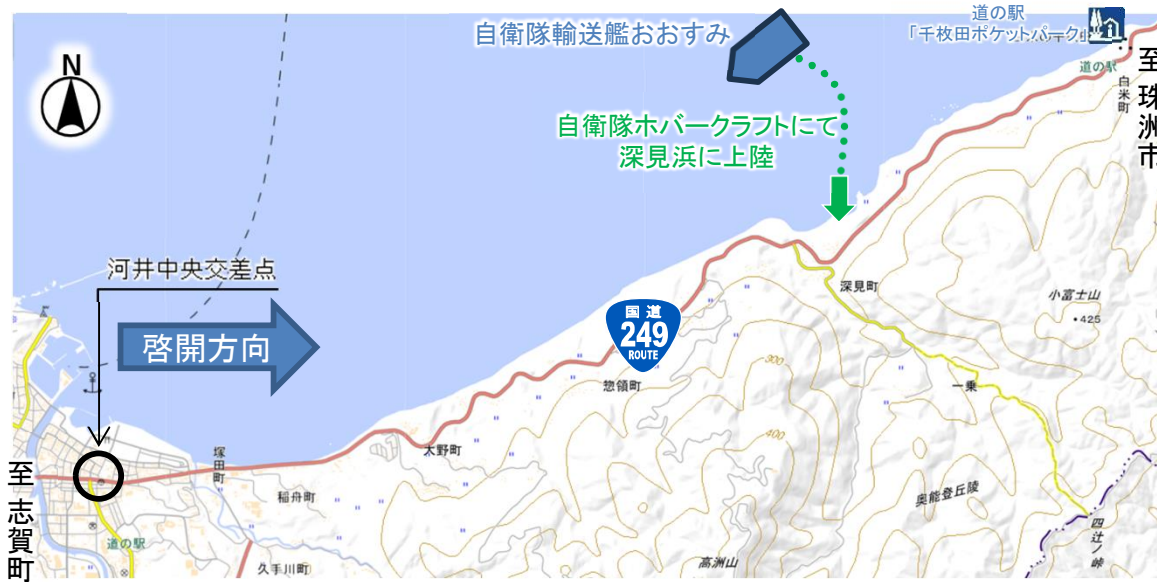 道の駅
「千枚田ポケットパーク」
自衛隊輸送艦おおすみ
N
道の駅
白米町
至 珠洲市
自衛隊ホバークラフトにて
深見浜に上陸
河井中央交差点
深見町
小富士山
・425
国道
249
ROUTE
啓開方向
300
惣領町
一乗
400
大野町
塚田町
至 志賀町
稲舟町
奥能登丘陵
四辻ノ峠
道の駅
久手川町
高洲山